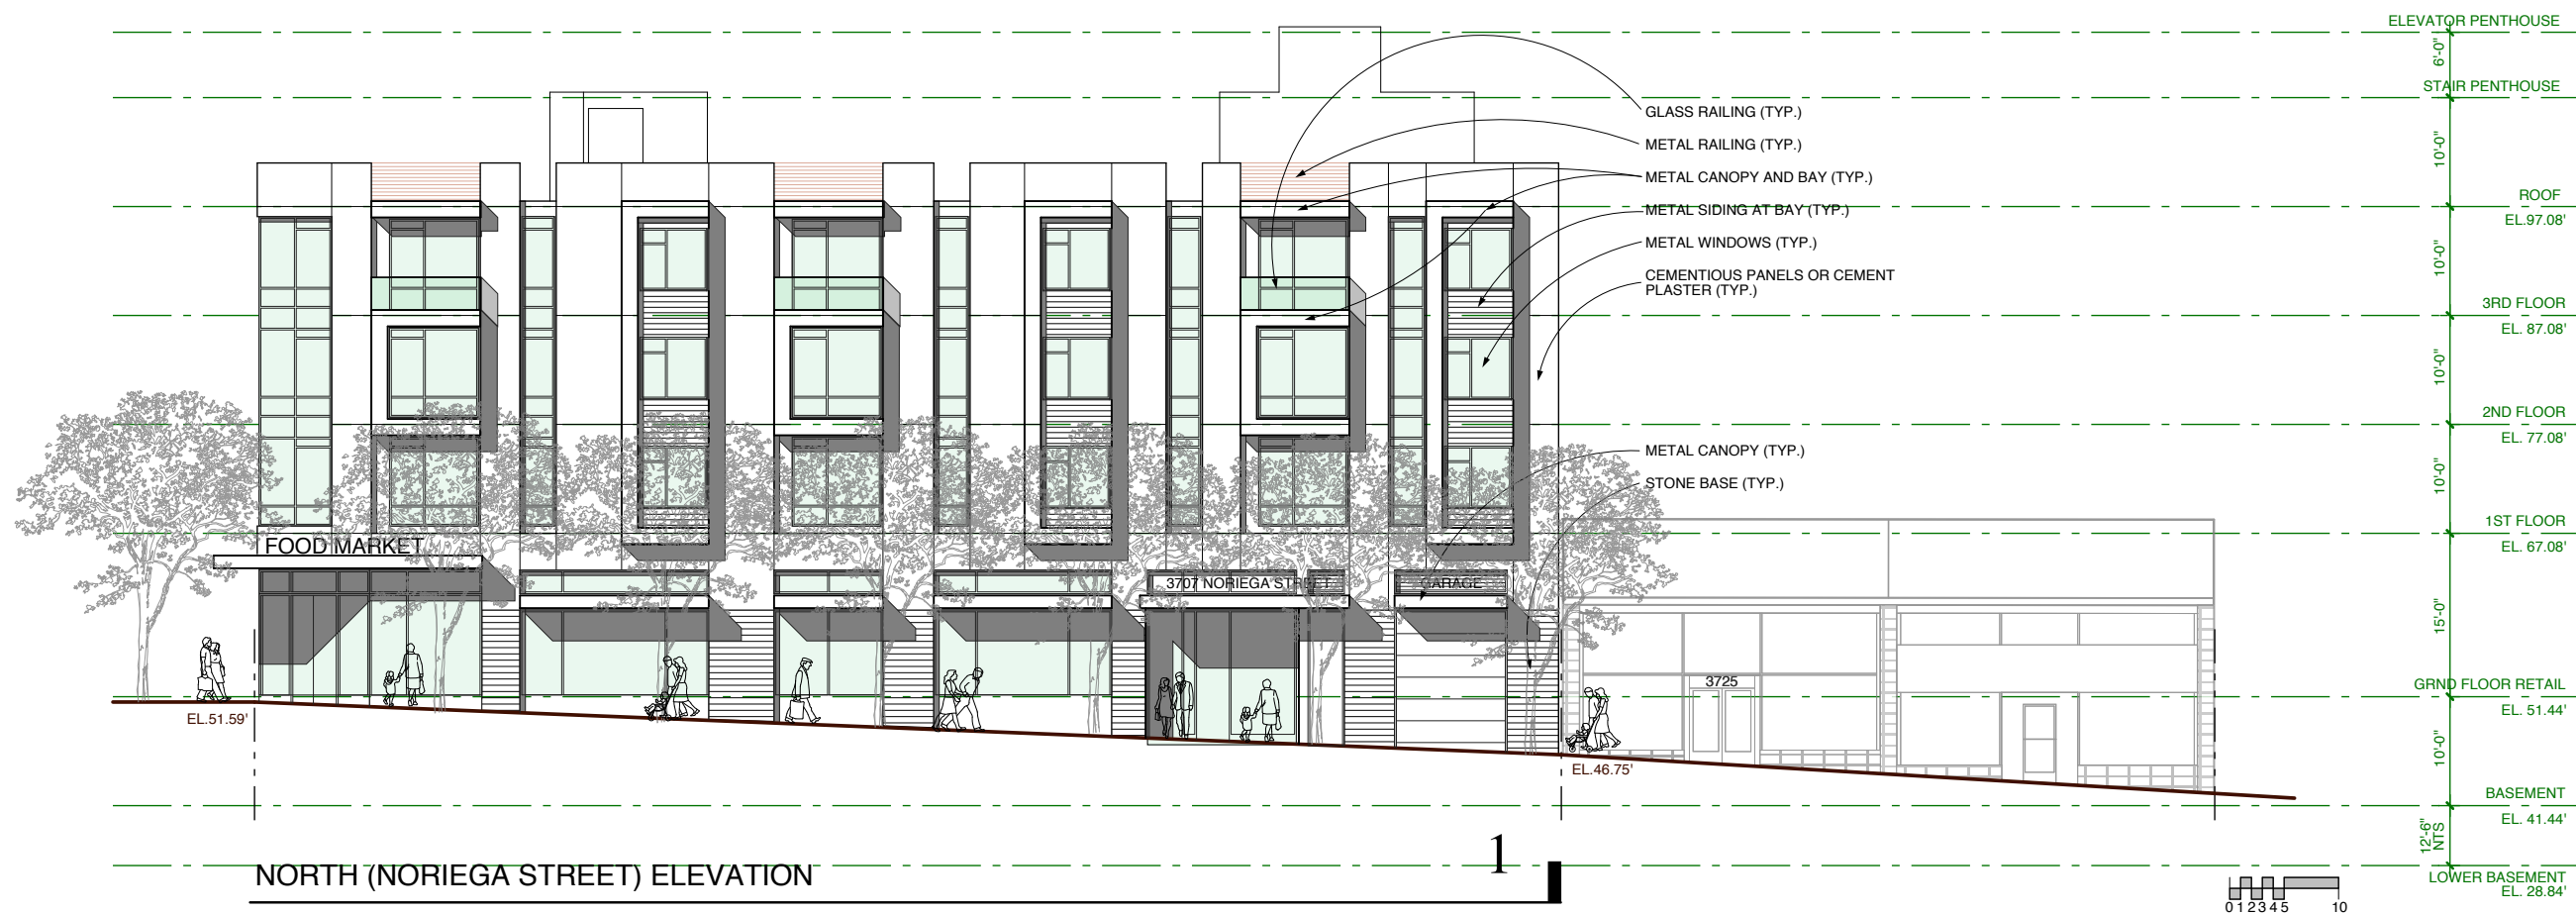 ELEVATOR PENTHOUSE
6'-0"
STAIR PENTHOUSE
10'-0"
ROOF
EL.97.08'
10'-0"
3RD FLOOR
EL. 87.08'
10'-0"
2ND FLOOR
EL. 77.08'
10'-0"
1ST FLOOR
EL. 67.08'
15'-0"
GRND FLOOR RETAIL
EL. 51.44'
10'-0"
BASEMENT
EL. 41.44'
12'-6"
NTS
LOWER BASEMENT
EL. 28.84'
GLASS RAILING (TYP.)
METAL RAILING (TYP.)
METAL CANOPY AND BAY (TYP.)
METAL SIDING AT BAY (TYP.)
METAL WINDOWS (TYP.)
CEMENTIOUS PANELS OR CEMENT
PLASTER (TYP.)
METAL CANOPY (TYP.)
STONE BASE (TYP.)
FOOD MARKET
3707 NORIEGA STREET
GARAGE
3725
EL.51.59'
EL.46.75'
NORTH (NORIEGA STREET) ELEVATION
1
0 1 2 3 4 5 10